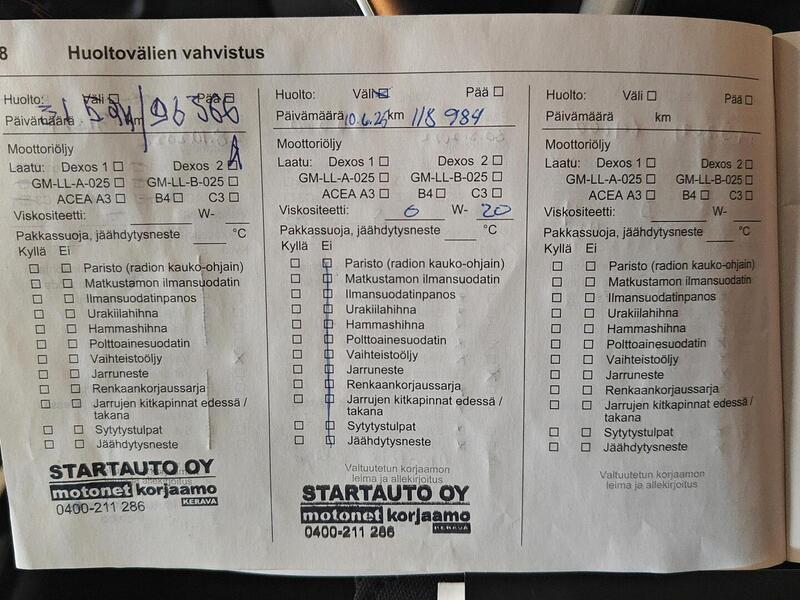 8
Huoltovälien vahvistus
Huolto: Väli ☐ Pää ☐
Päivämäärä km
Moottoriöljy
Laatu: Dexos 1 ☐ Dexos 2 ☐
GM-LL-A-025 ☐ GM-LL-B-025 ☐
ACEA A3 ☐ B4 ☐ C3 ☐
Viskositeetti: W-
Pakkassuoja, jäähdytysneste °C
Kyllä Ei
☐ ☐ Paristo (radion kauko-ohjain)
☐ ☐ Matkustamon ilmansuodatin
☐ ☐ Ilmansuodatinpanos
☐ ☐ Urakiilahihna
☐ ☐ Hammashihna
☐ ☐ Polttoainesuodatin
☐ ☐ Vaihteistoöljy
☐ ☐ Jarruneste
☐ ☐ Renkaankorjaussarja
☐ ☐ Jarrujen kitkapinnat edessä /
takana
☐ ☐ Sytytystulpat
☐ ☐ Jäähdytysneste
STARTAUTO OY
motonet korjaamo
KERAVA
0400-211 286
Huolto: Väli ☒ Pää ☐
Päivämäärä 10.6.25 km 118 984
Moottoriöljy
Laatu: Dexos 1 ☐ Dexos 2 ☐
GM-LL-A-025 ☐ GM-LL-B-025 ☐
ACEA A3 ☐ B4 ☐ C3 ☐
Viskositeetti: 0 W- 20
Pakkassuoja, jäähdytysneste °C
Kyllä Ei
☐ ☐ Paristo (radion kauko-ohjain)
☐ ☐ Matkustamon ilmansuodatin
☐ ☐ Ilmansuodatinpanos
☐ ☐ Urakiilahihna
☐ ☐ Hammashihna
☐ ☐ Polttoainesuodatin
☐ ☐ Vaihteistoöljy
☐ ☐ Jarruneste
☐ ☐ Renkaankorjaussarja
☐ ☐ Jarrujen kitkapinnat edessä /
takana
☐ ☐ Sytytystulpat
☐ ☐ Jäähdytysneste
Valtuutetun korjaamon
leima ja allekirjoitus
STARTAUTO OY
motonet korjaamo
KERAVA
0400-211 286
Huolto: Väli ☐ Pää ☐
Päivämäärä km
Moottoriöljy
Laatu: Dexos 1 ☐ Dexos 2 ☐
GM-LL-A-025 ☐ GM-LL-B-025 ☐
ACEA A3 ☐ B4 ☐ C3 ☐
Viskositeetti: W-
Pakkassuoja, jäähdytysneste °C
Kyllä Ei
☐ ☐ Paristo (radion kauko-ohjain)
☐ ☐ Matkustamon ilmansuodatin
☐ ☐ Ilmansuodatinpanos
☐ ☐ Urakiilahihna
☐ ☐ Hammashihna
☐ ☐ Polttoainesuodatin
☐ ☐ Vaihteistoöljy
☐ ☐ Jarruneste
☐ ☐ Renkaankorjaussarja
☐ ☐ Jarrujen kitkapinnat edessä /
takana
☐ ☐ Sytytystulpat
☐ ☐ Jäähdytysneste
Valtuutetun korjaamon
leima ja allekirjoitus